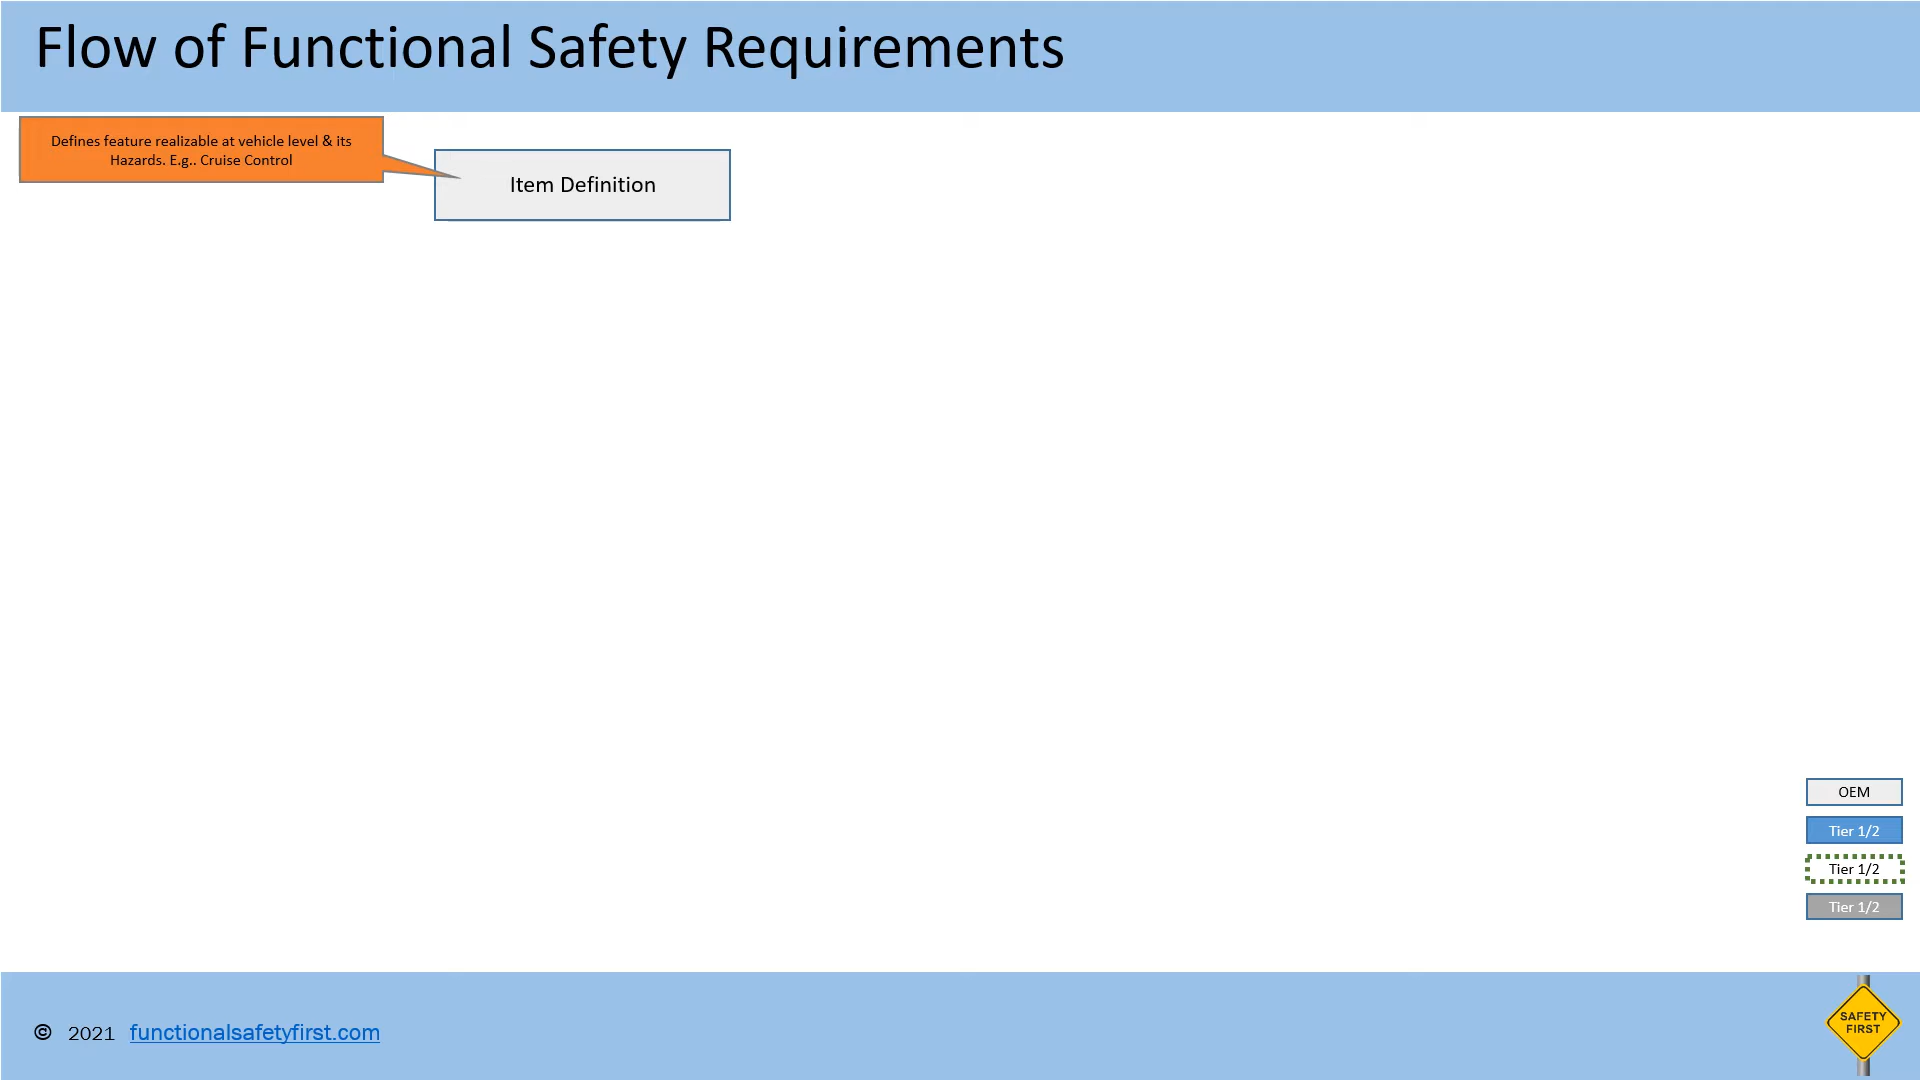 Flow of Functional Safety Requirements
Defines feature realizable at vehicle level & its
Hazards. E.g.. Cruise Control
Item Definition
OEM
Tier 1/2
Tier 1/2
Tier 1/2
© 2021 functionalsafetyfirst.com
SAFETY
FIRST